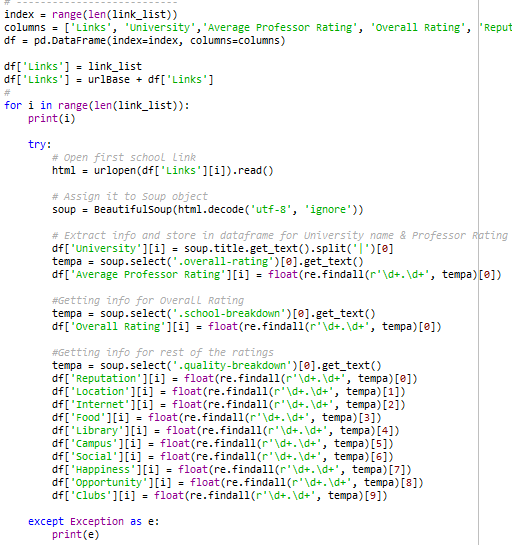 # ----------------------------
index = range(len(link_list))
columns = ['Links', 'University','Average Professor Rating', 'Overall Rating', 'Reput
df = pd.DataFrame(index=index, columns=columns)
df['Links'] = link_list
df['Links'] = urlBase + df['Links']
#
for i in range(len(link_list)):
    print(i)
    try:
        # Open first school link
        html = urlopen(df['Links'][i]).read()
        # Assign it to Soup object
        soup = BeautifulSoup(html.decode('utf-8', 'ignore'))
        # Extract info and store in dataframe for University name & Professor Rating
        df['University'][i] = soup.title.get_text().split('|')[0]
        tempa = soup.select('.overall-rating')[0].get_text()
        df['Average Professor Rating'][i] = float(re.findall(r'\d+.\d+', tempa)[0])
        #Getting info for Overall Rating
        tempa = soup.select('.school-breakdown')[0].get_text()
        df['Overall Rating'][i] = float(re.findall(r'\d+.\d+', tempa)[0])
        #Getting info for rest of the ratings
        tempa = soup.select('.quality-breakdown')[0].get_text()
        df['Reputation'][i] = float(re.findall(r'\d+.\d+', tempa)[0])
        df['Location'][i] = float(re.findall(r'\d+.\d+', tempa)[1])
        df['Internet'][i] = float(re.findall(r'\d+.\d+', tempa)[2])
        df['Food'][i] = float(re.findall(r'\d+.\d+', tempa)[3])
        df['Library'][i] = float(re.findall(r'\d+.\d+', tempa)[4])
        df['Campus'][i] = float(re.findall(r'\d+.\d+', tempa)[5])
        df['Social'][i] = float(re.findall(r'\d+.\d+', tempa)[6])
        df['Happiness'][i] = float(re.findall(r'\d+.\d+', tempa)[7])
        df['Opportunity'][i] = float(re.findall(r'\d+.\d+', tempa)[8])
        df['Clubs'][i] = float(re.findall(r'\d+.\d+', tempa)[9])
    except Exception as e:
        print(e)